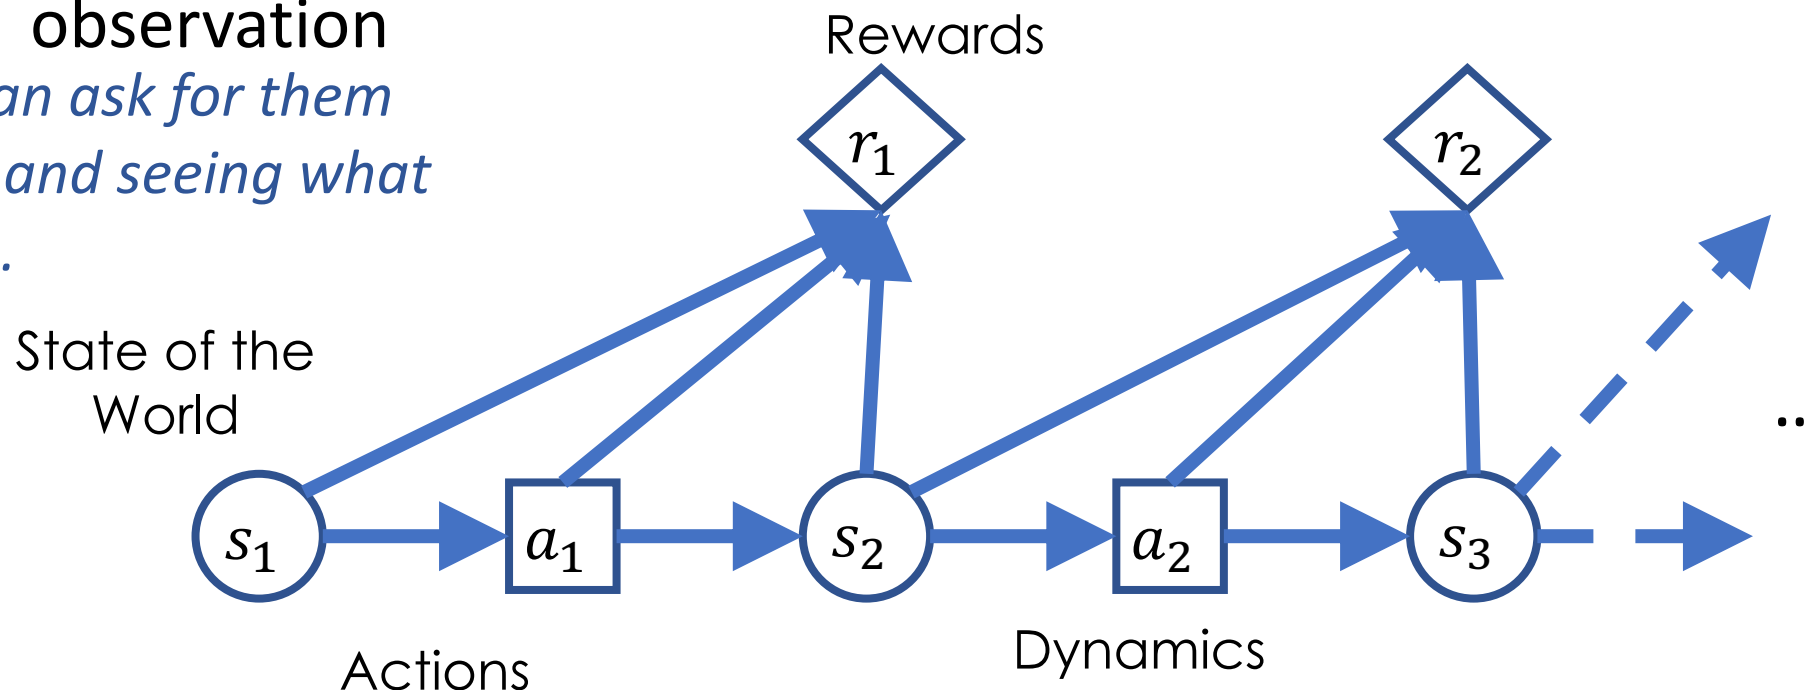 observation
an ask for them
and seeing what
.
Rewards
r₁
r₂
State of the
World
s₁
a₁
s₂
a₂
s₃
..
Actions
Dynamics